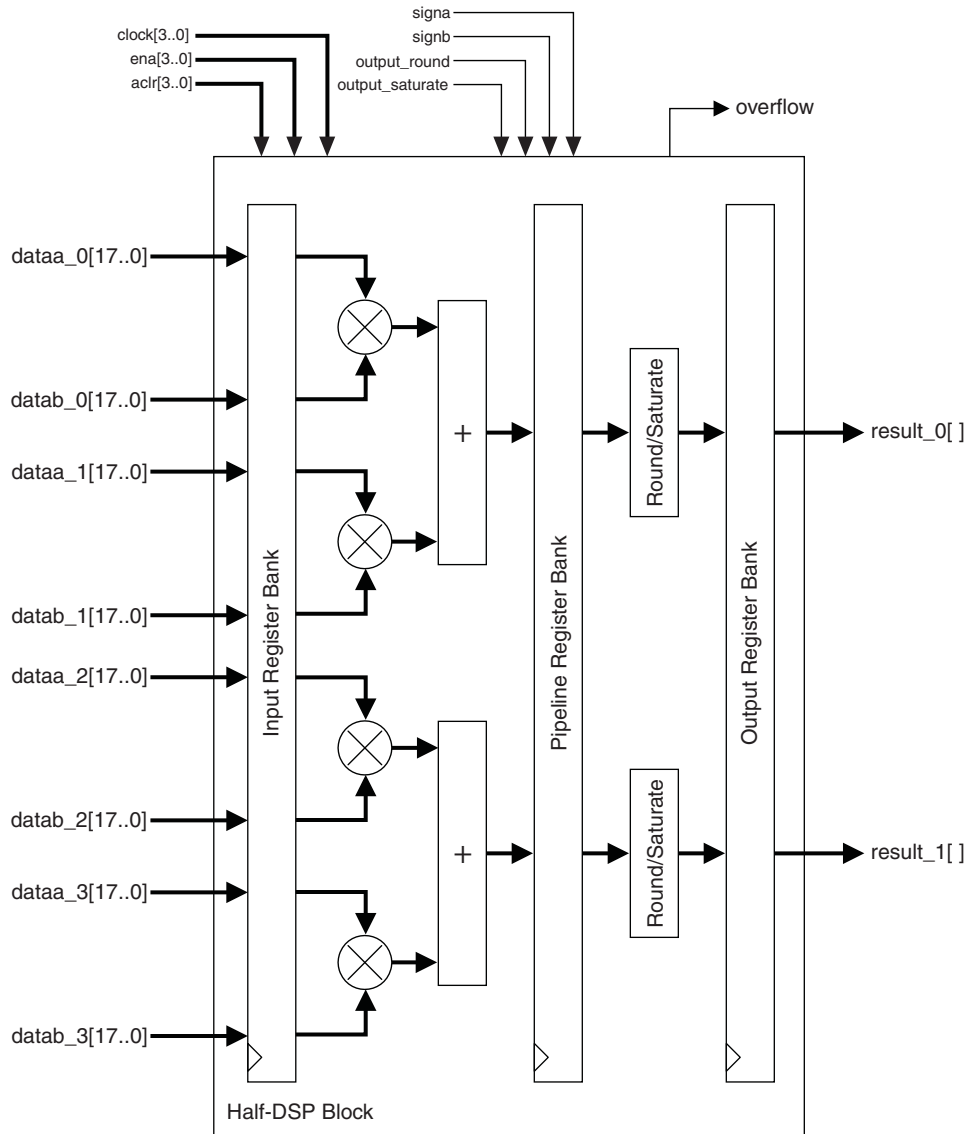 signa
clock[3..0]
signb
ena[3..0]
output_round
aclr[3..0]
output_saturate
overflow
dataa_0[17..0]
datab_0[17..0]
dataa_1[17..0]
datab_1[17..0]
dataa_2[17..0]
datab_2[17..0]
dataa_3[17..0]
datab_3[17..0]
Input Register Bank
+
+
Pipeline Register Bank
Round/Saturate
Round/Saturate
Output Register Bank
result_0[ ]
result_1[ ]
Half-DSP Block